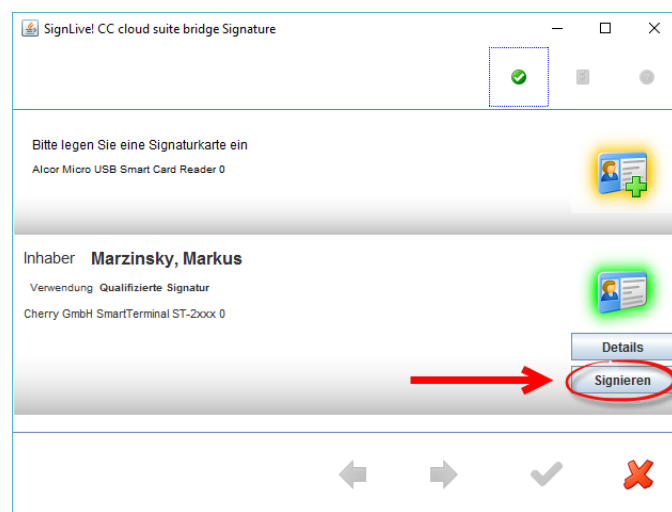 SignLive! CC cloud suite bridge Signature
Bitte legen Sie eine Signaturkarte ein
Alcor Micro USB Smart Card Reader 0
Inhaber Marzinsky, Markus
Verwendung Qualifizierte Signatur
Cherry GmbH SmartTerminal ST-2xxx 0
Details
Signieren